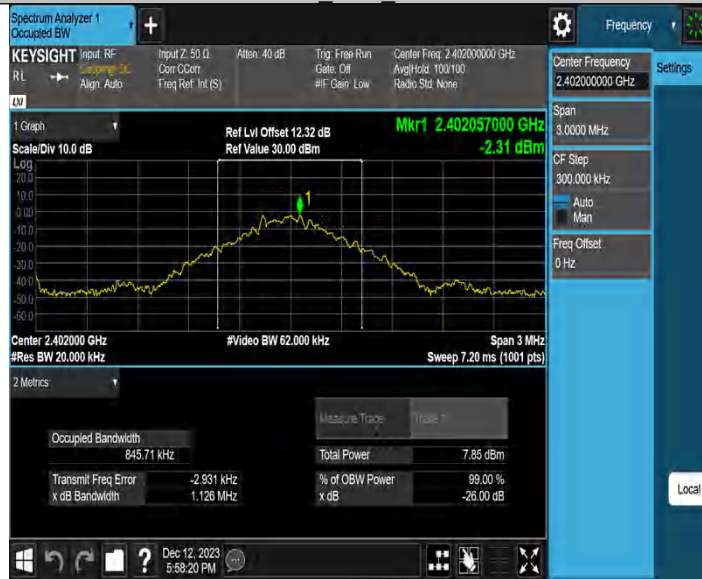 Spectrum Analyzer 1
Occupied BW
+
Frequency
KEYSIGHT Input: RF Input Z: 50 Ω Atten: 40 dB Trig: Free Run Center Freq: 2.402000000 GHz
RL Coupling: DC Corr CCorr Gate: Off Avg|Hold: 100/100
Align: Auto Freq Ref: Int (S) #IF Gain: Low Radio Std: None
LXI
Center Frequency
2.402000000 GHz
Settings
Span
3.0000 MHz
CF Step
300.000 kHz
Auto
Man
Freq Offset
0 Hz
Local
1 Graph
Ref Lvl Offset 12.32 dB
Mkr1 2.402057000 GHz
Scale/Div 10.0 dB
Ref Value 30.00 dBm
-2.31 dBm
Log
20.0
10.0
0.00
-10.0
-20.0
-30.0
-40.0
-50.0
-60.0
1
Center 2.402000 GHz #Video BW 62.000 kHz Span 3 MHz
#Res BW 20.000 kHz Sweep 7.20 ms (1001 pts)
2 Metrics
Measure Trace Trace 1
Occupied Bandwidth
845.71 kHz Total Power 7.85 dBm
Transmit Freq Error -2.931 kHz % of OBW Power 99.00 %
x dB Bandwidth 1.126 MHz x dB -26.00 dB
?
Dec 12, 2023
5:58:20 PM